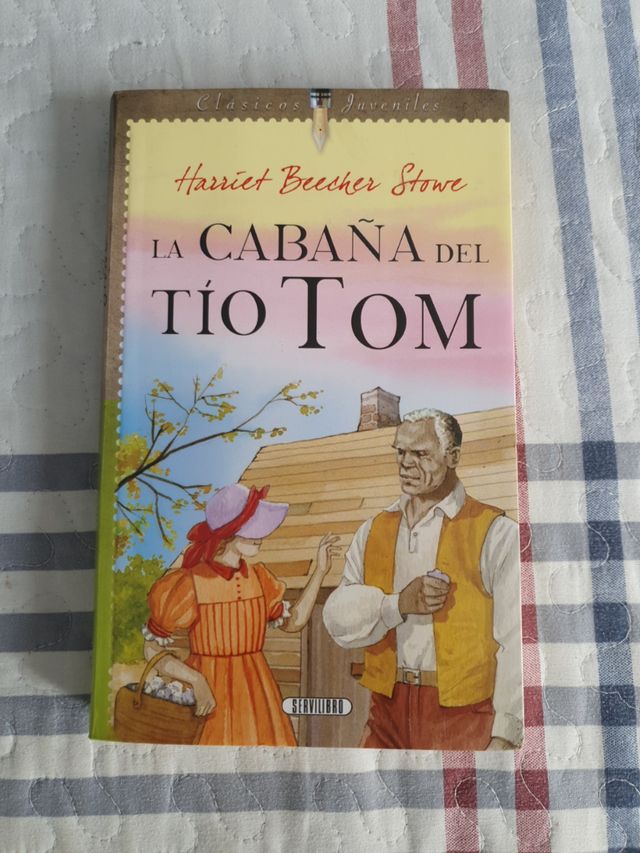 Clásicos Juveniles
Harriet Beecher Stowe
LA CABAÑA DEL
TÍO TOM
SERVILIBRO